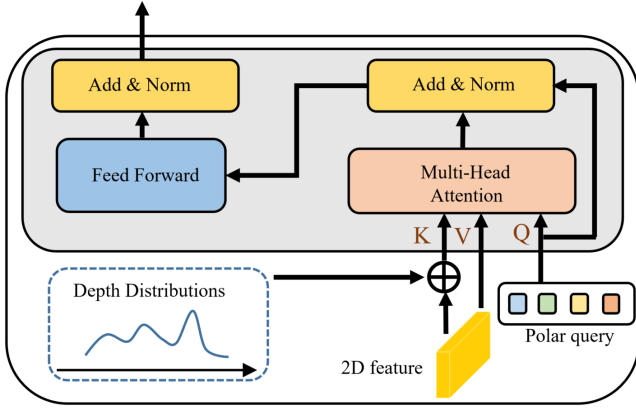 Add & Norm
Add & Norm
Feed Forward
Multi-Head
Attention
K
V
Q
Depth Distributions
2D feature
Polar query